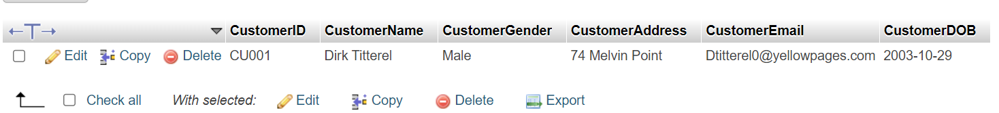 CustomerID CustomerName CustomerGender CustomerAddress CustomerEmail CustomerDOB
Edit Copy Delete CU001 Dirk Titterel Male 74 Melvin Point Dtitterel0@yellowpages.com 2003-10-29
Check all With selected: Edit Copy Delete Export